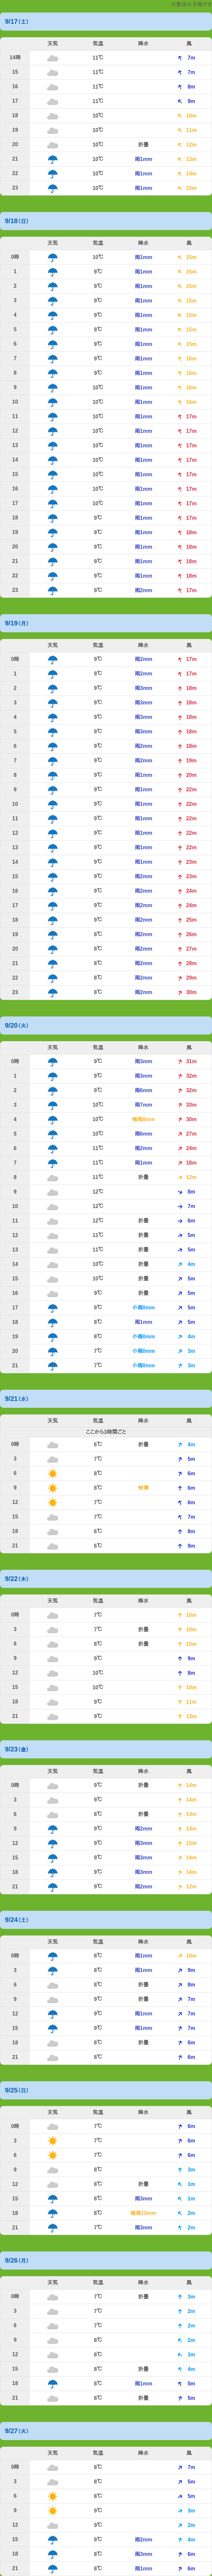 9/17(土)
天気 気温 降水 風
14時 11℃ 7m
15 11℃ 7m
16 11℃ 8m
17 11℃ 9m
18 10℃ 10m
19 10℃ 11m
20 10℃ 折畳 12m
21 10℃ 雨1mm 13m
22 10℃ 雨1mm 14m
23 10℃ 雨1mm 15m
9/18(日)
天気 気温 降水 風
0時 10℃ 雨1mm 15m
1 9℃ 雨1mm 15m
2 9℃ 雨1mm 15m
3 9℃ 雨1mm 15m
4 9℃ 雨1mm 15m
5 9℃ 雨1mm 15m
6 9℃ 雨1mm 15m
7 9℃ 雨1mm 16m
8 9℃ 雨1mm 16m
9 10℃ 雨1mm 16m
10 10℃ 雨1mm 16m
11 10℃ 雨1mm 17m
12 10℃ 雨1mm 17m
13 10℃ 雨1mm 17m
14 10℃ 雨1mm 17m
15 10℃ 雨1mm 17m
16 10℃ 雨1mm 17m
17 10℃ 雨1mm 17m
18 9℃ 雨1mm 17m
19 9℃ 雨1mm 18m
20 9℃ 雨1mm 18m
21 9℃ 雨1mm 18m
22 9℃ 雨1mm 18m
23 9℃ 雨2mm 17m
9/19(月)
天気 気温 降水 風
0時 9℃ 雨2mm 17m
1 9℃ 雨2mm 17m
2 9℃ 雨3mm 18m
3 9℃ 雨3mm 18m
4 9℃ 雨3mm 18m
5 9℃ 雨3mm 18m
6 9℃ 雨2mm 18m
7 9℃ 雨2mm 19m
8 9℃ 雨1mm 20m
9 9℃ 雨1mm 22m
10 9℃ 雨1mm 22m
11 9℃ 雨1mm 22m
12 9℃ 雨1mm 22m
13 9℃ 雨1mm 22m
14 9℃ 雨1mm 23m
15 9℃ 雨2mm 23m
16 9℃ 雨2mm 24m
17 9℃ 雨2mm 24m
18 9℃ 雨2mm 25m
19 8℃ 雨2mm 26m
20 8℃ 雨2mm 27m
21 8℃ 雨2mm 28m
22 8℃ 雨2mm 29m
23 8℃ 雨2mm 30m
9/20(火)
天気 気温 降水 風
0時 9℃ 雨3mm 31m
1 9℃ 雨3mm 32m
2 9℃ 雨6mm 32m
3 10℃ 雨7mm 33m
4 10℃ 強雨8mm 30m
5 10℃ 雨6mm 27m
6 11℃ 雨2mm 24m
7 11℃ 雨1mm 18m
8 11℃ 折畳 12m
9 12℃ 8m
10 12℃ 7m
11 12℃ 折畳 6m
12 11℃ 折畳 5m
13 11℃ 折畳 5m
14 10℃ 折畳 4m
15 10℃ 折畳 5m
16 9℃ 折畳 5m
17 9℃ 小雨0mm 5m
18 8℃ 雨1mm 5m
19 8℃ 小雨0mm 4m
20 7℃ 小雨0mm 3m
21 7℃ 小雨0mm 3m
9/21(水)
天気 気温 降水 風
ここから3時間ごと
0時 6℃ 折畳 4m
3 7℃ 5m
6 8℃ 6m
9 8℃ 6m
12 7℃ 6m
15 7℃ 7m
18 6℃ 8m
21 6℃ 9m
9/22(木)
天気 気温 降水 風
0時 7℃ 10m
3 7℃ 折畳 10m
6 8℃ 折畳 10m
9 9℃ 9m
12 10℃ 8m
15 10℃ 10m
18 9℃ 11m
21 9℃ 13m
9/23(金)
天気 気温 降水 風
0時 9℃ 折畳 14m
3 9℃ 14m
6 8℃ 折畳 14m
9 9℃ 雨2mm 14m
12 9℃ 雨3mm 15m
15 9℃ 雨3mm 14m
18 9℃ 雨3mm 14m
21 9℃ 雨2mm 12m
9/24(土)
天気 気温 降水 風
0時 8℃ 雨1mm 10m
3 8℃ 雨1mm 9m
6 8℃ 折畳 8m
9 9℃ 折畳 7m
12 9℃ 雨1mm 7m
15 9℃ 雨1mm 7m
18 8℃ 折畳 6m
21 8℃ 6m
9/25(日)
天気 気温 降水 風
0時 7℃ 6m
3 7℃ 6m
6 7℃ 6m
9 8℃ 3m
12 8℃ 折畳 1m
15 8℃ 雨3mm 1m
18 8℃ 強雨10mm 2m
21 7℃ 雨3mm 2m
9/26(月)
天気 気温 降水 風
0時 7℃ 折畳 3m
3 7℃ 2m
6 7℃ 2m
9 8℃ 2m
12 8℃ 3m
15 8℃ 折畳 4m
18 8℃ 雨1mm 5m
21 8℃ 折畳 5m
9/27(火)
天気 気温 降水 風
0時 8℃ 7m
3 8℃ 5m
6 8℃ 5m
9 9℃ 3m
12 9℃ 2m
15 9℃ 雨2mm 4m
18 8℃ 雨3mm 6m
21 8℃ 雨1mm 6m